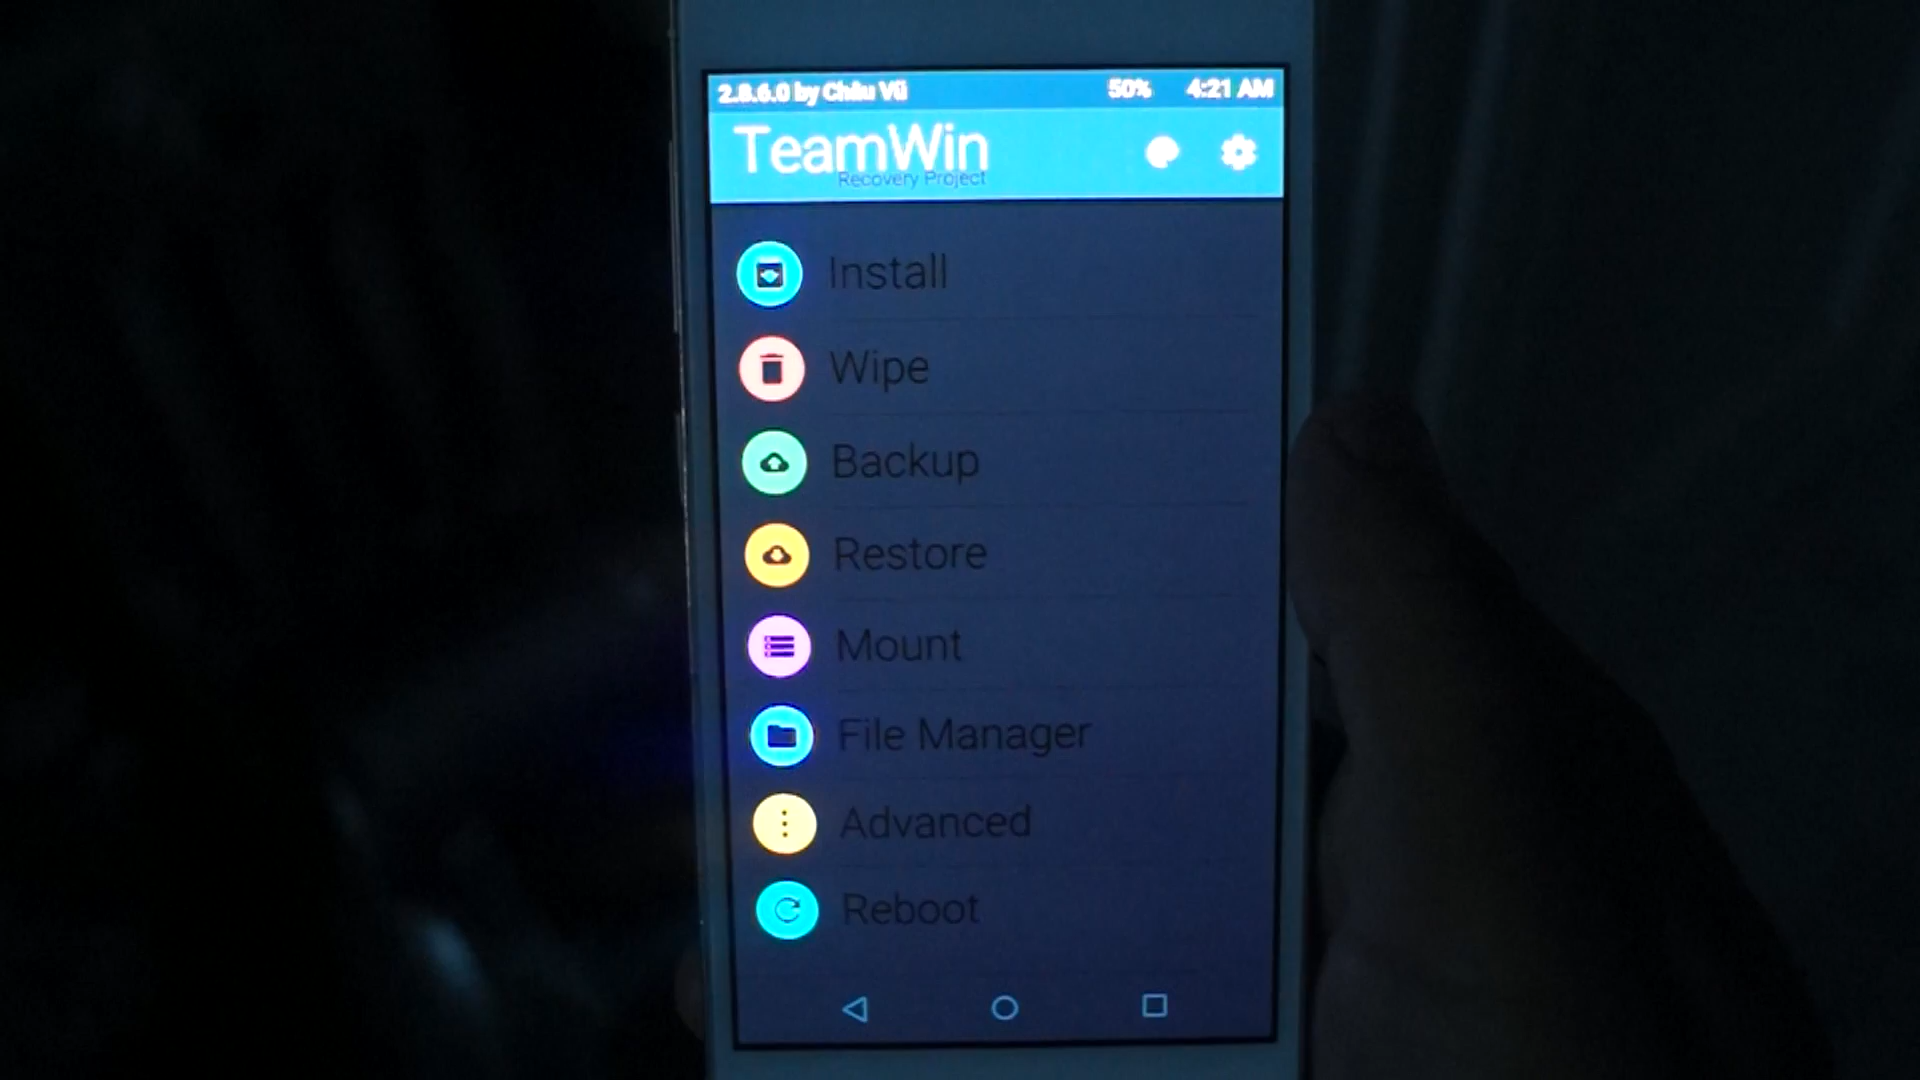 2.8.6.0 by Châu Vũ 50% 4:21 AM
TeamWin
Recovery Project
Install
Wipe
Backup
Restore
Mount
File Manager
Advanced
Reboot